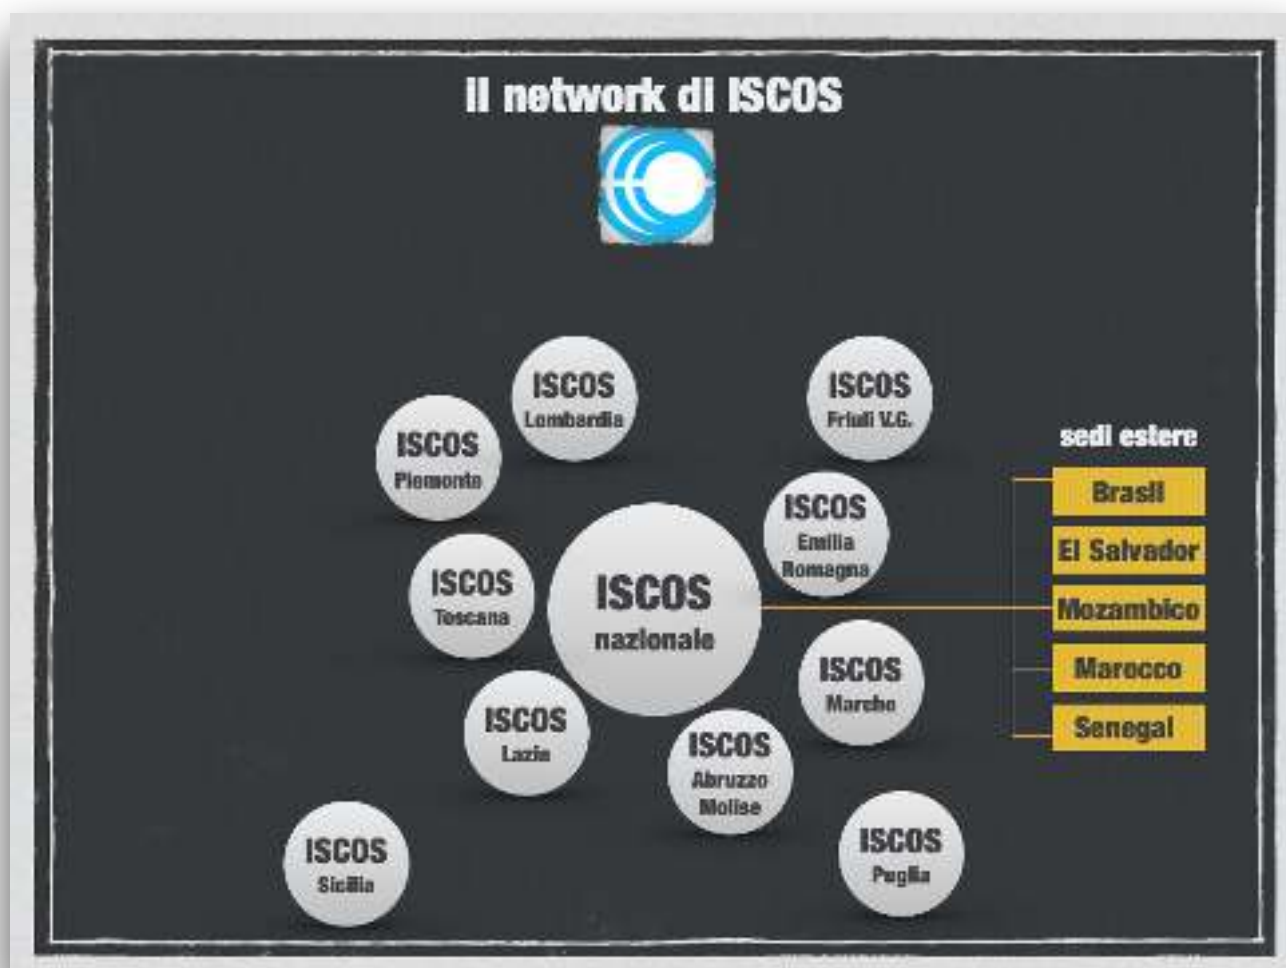 il network di ISCOS
ISCOS
Lombardia
ISCOS
Friuli V.G.
ISCOS
Piemonte
sedi estere
Brasil
El Salvador
Mozambico
Marocco
Senegal
ISCOS
Emilia
Romagna
ISCOS
Toscana
ISCOS
nazionale
ISCOS
Marche
ISCOS
Lazio
ISCOS
Abruzzo
Molise
ISCOS
Sicilia
ISCOS
Puglia